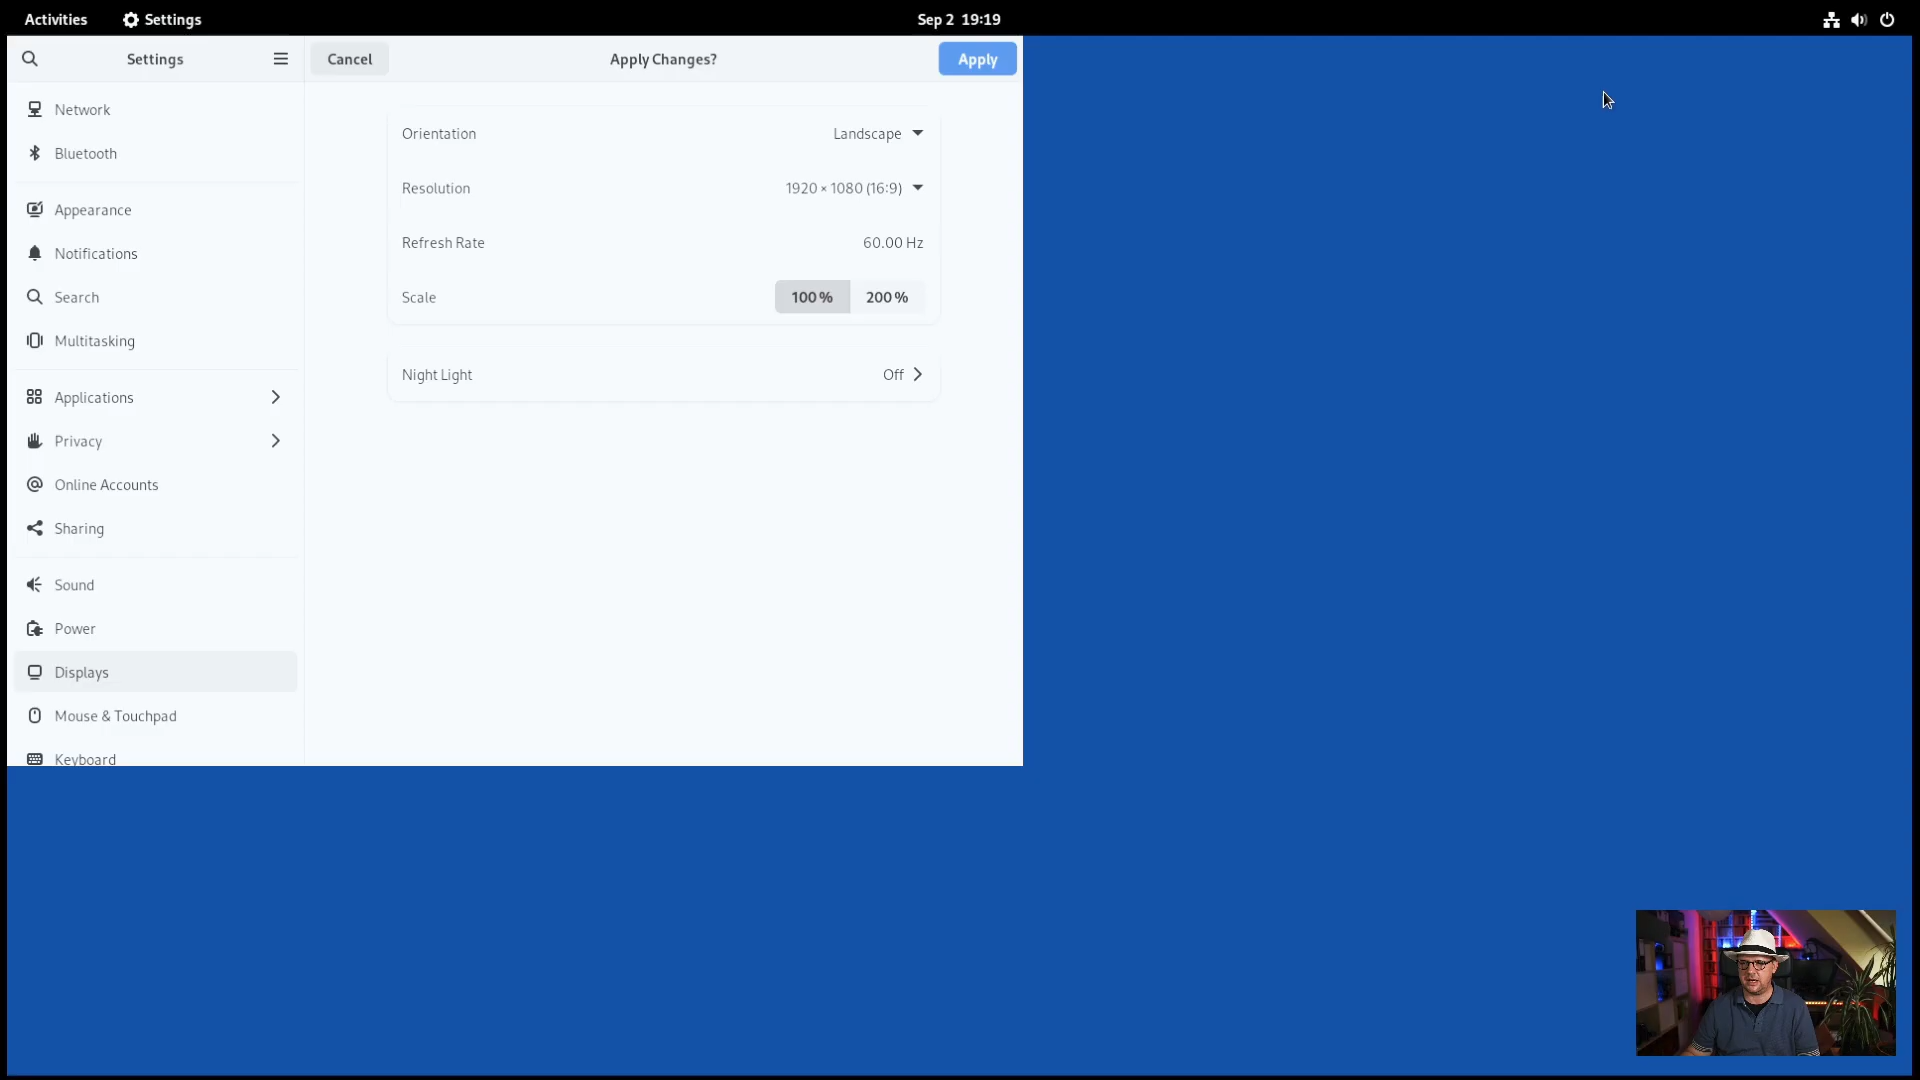 Activities
Settings
Sep 2 19:19
Settings
Cancel
Apply Changes?
Apply
Network
Bluetooth
Appearance
Notifications
Search
Multitasking
Applications
Privacy
Online Accounts
Sharing
Sound
Power
Displays
Mouse & Touchpad
Keyboard
Orientation Landscape
Resolution 1920 × 1080 (16:9)
Refresh Rate 60.00 Hz
Scale 100 % 200 %
Night Light Off